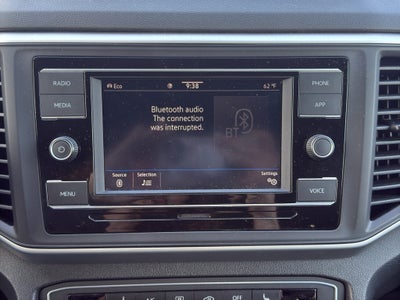 RADIO
MEDIA
MENU
Eco
9:38
62 °F
Bluetooth audio
The connection
was interrupted.
BT
Source
Selection
Settings
PHONE
APP
VOICE
A/C